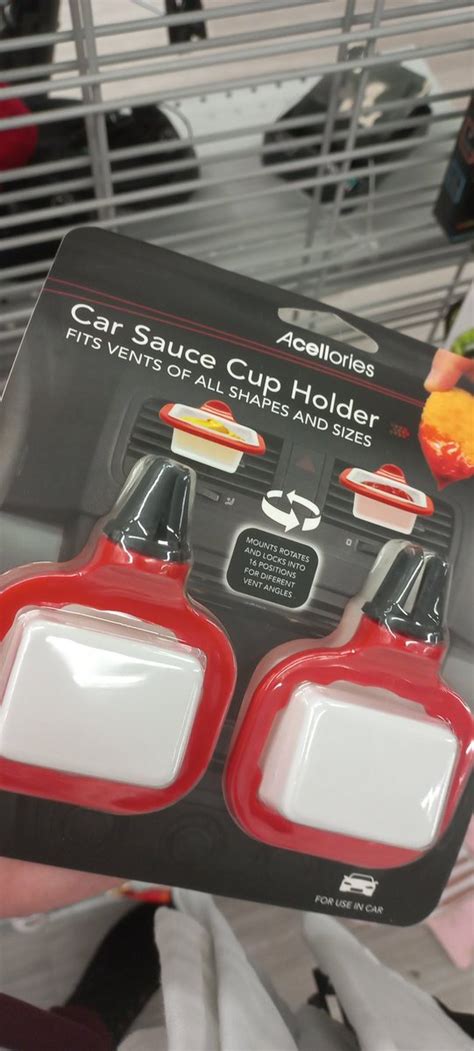 Acellories
Car Sauce Cup Holder
FITS VENTS OF ALL SHAPES AND SIZES
MOUNTS ROTATES
AND LOCKS INTO
16 POSITIONS
FOR DIFERENT
VENT ANGLES
FOR USE IN CAR